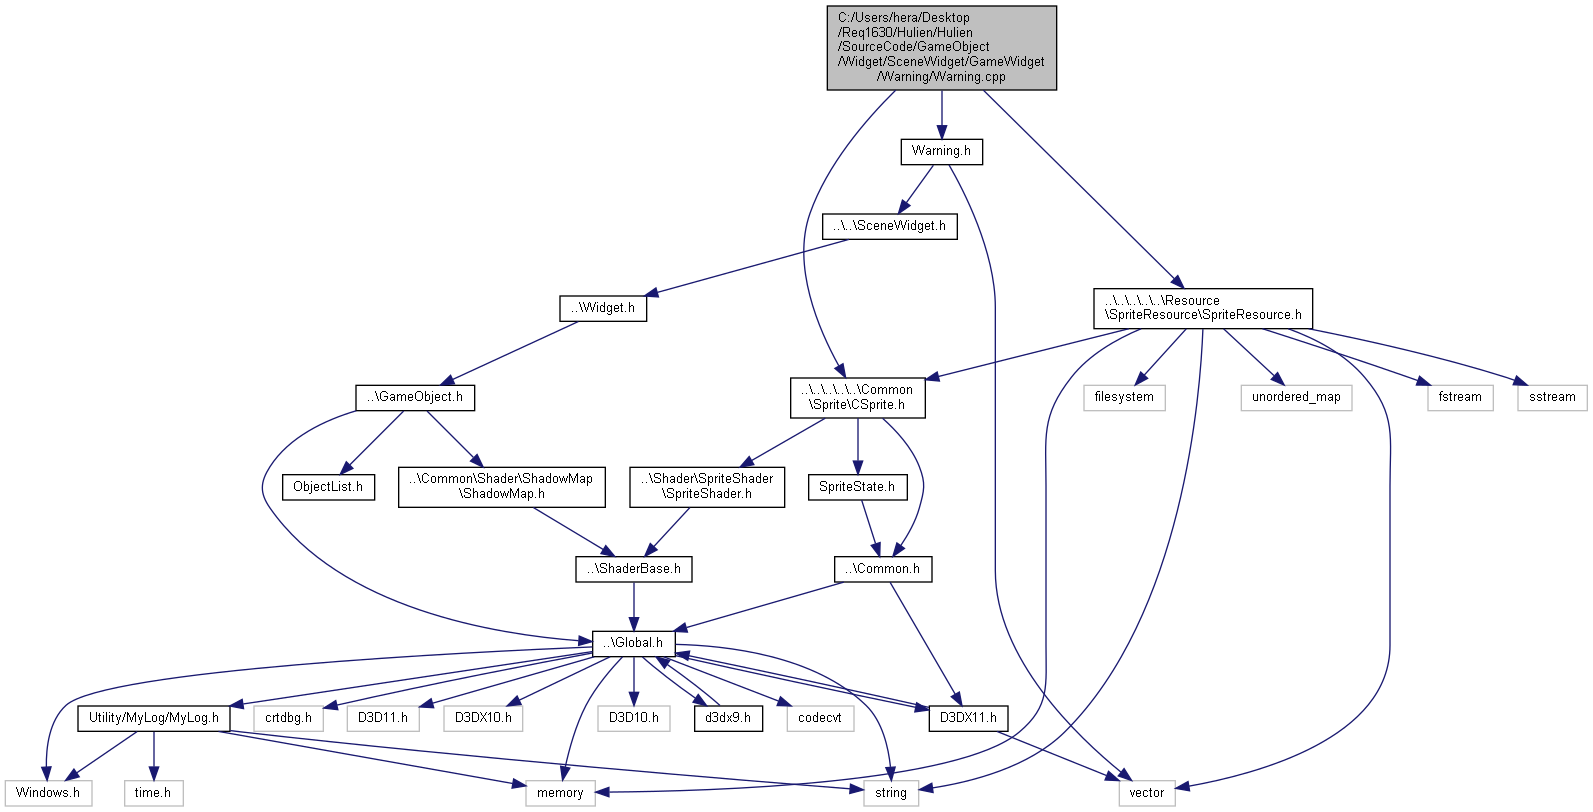 C:/Users/hera/Desktop
/Req1630/Hulien/Hulien
/SourceCode/GameObject
/Widget/SceneWidget/GameWidget
/Warning/Warning.cpp
Warning.h
..\..\SceneWidget.h
..\Widget.h
..\..\..\..\..\Resource
\SpriteResource\SpriteResource.h
..\GameObject.h
..\..\..\..\..\Common
\Sprite\CSprite.h
filesystem
unordered_map
fstream
sstream
ObjectList.h
..\Common\Shader\ShadowMap
\ShadowMap.h
..\Shader\SpriteShader
\SpriteShader.h
SpriteState.h
..\ShaderBase.h
..\Common.h
..\Global.h
Utility/MyLog/MyLog.h
crtdbg.h
D3D11.h
D3DX10.h
D3D10.h
d3dx9.h
codecvt
D3DX11.h
Windows.h
time.h
memory
string
vector